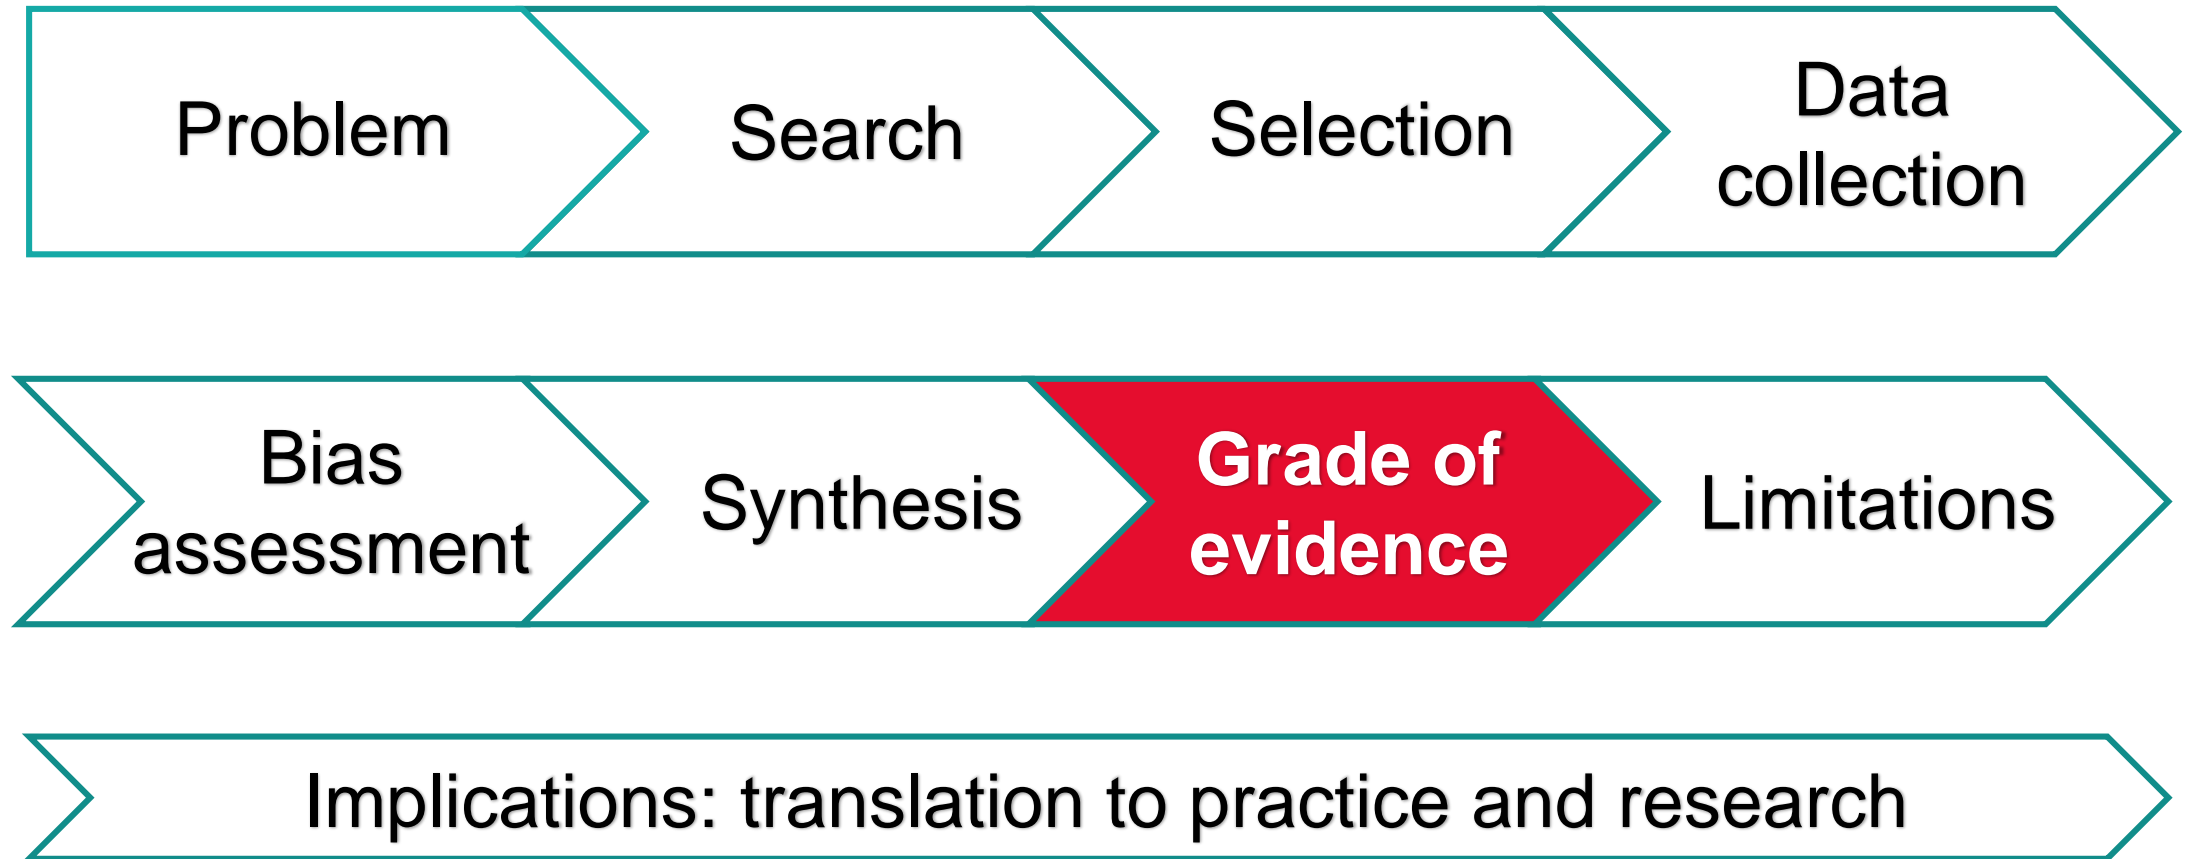 Problem
Search
Selection
Data
collection
Bias
assessment
Synthesis
Grade of
evidence
Limitations
Implications: translation to practice and research